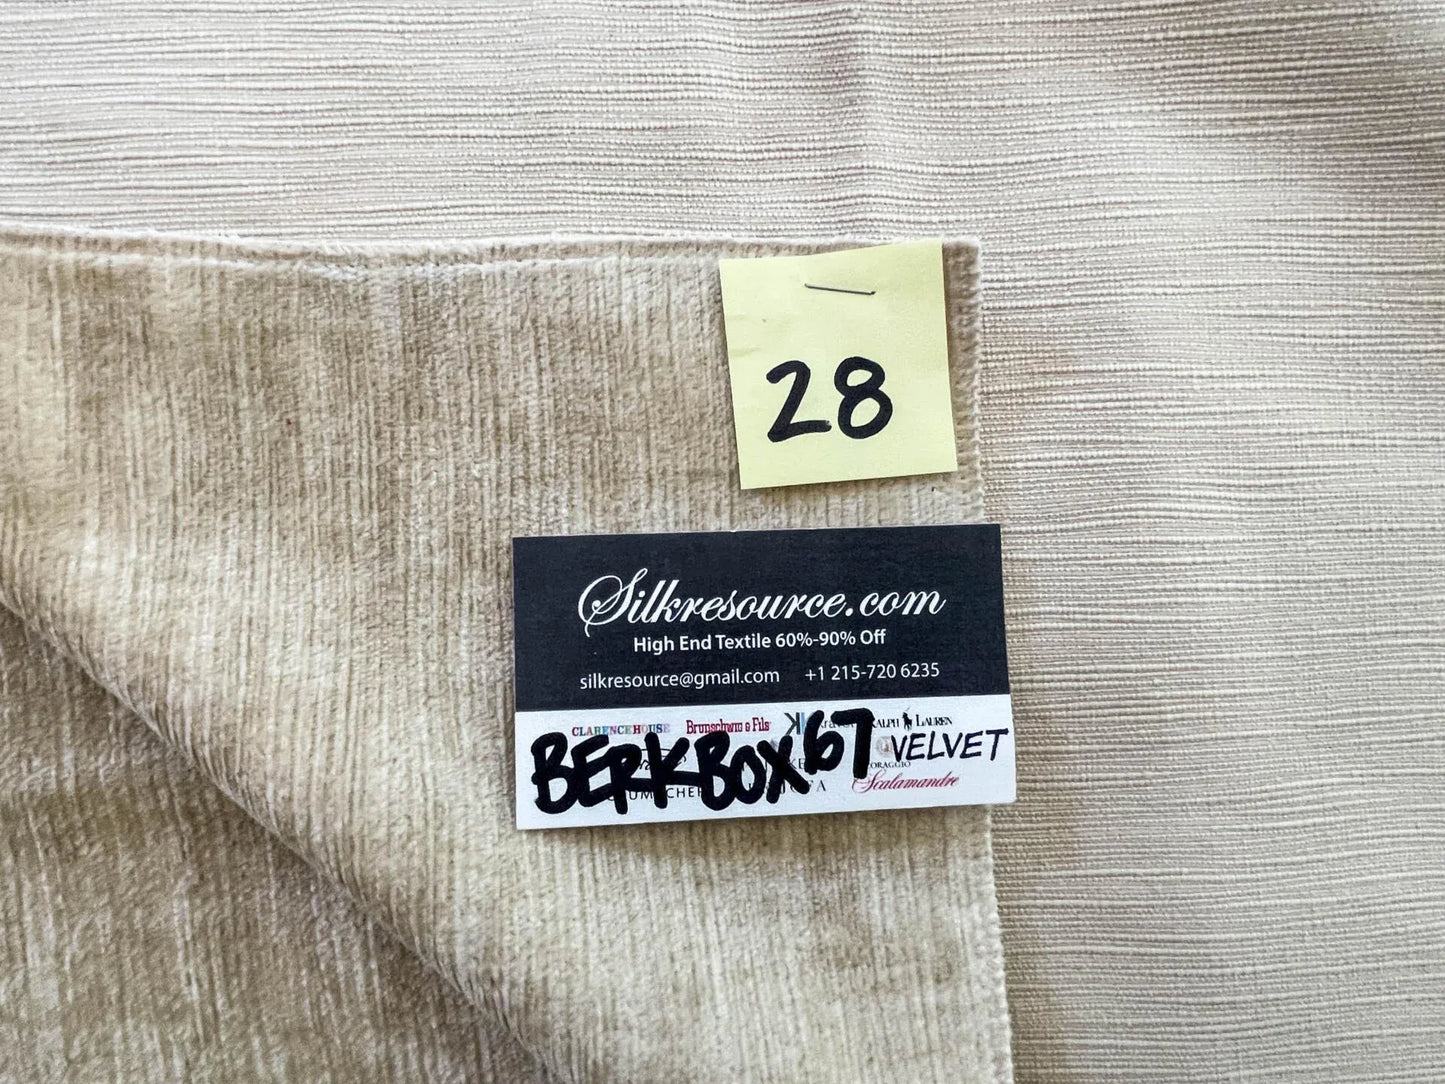 28
Silkresource.com
High End Textile 60%-90% Off
silkresource@gmail.com +1 215-720 6235
CLARENCE HOUSE Brunschwig & Fils RALPH LAUREN
BERKBOX67 VELVET
Scalamandre